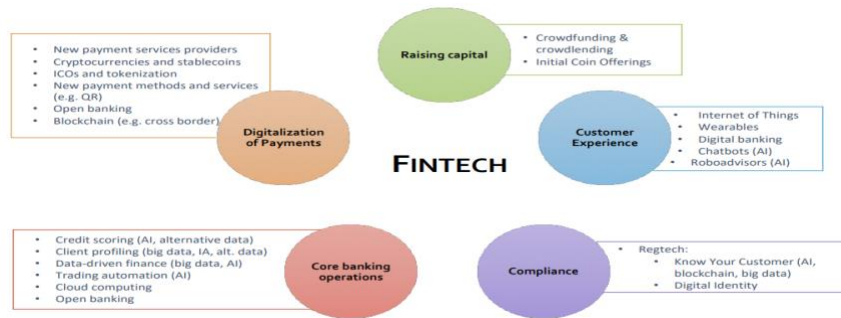 Raising capital
• Crowdfunding &
crowdlending
• Initial Coin Offerings
• New payment services providers
• Cryptocurrencies and stablecoins
• ICOs and tokenization
• New payment methods and services
(e.g. QR)
• Open banking
• Blockchain (e.g. cross border)
Digitalization
of Payments
Customer
Experience
• Internet of Things
• Wearables
• Digital banking
• Chatbots (AI)
• Roboadvisors (AI)
FINTECH
• Credit scoring (AI, alternative data)
• Client profiling (big data, IA, alt. data)
• Data-driven finance (big data, AI)
• Trading automation (AI)
• Cloud computing
• Open banking
Core banking
operations
Compliance
• Regtech:
• Know Your Customer (AI,
blockchain, big data)
• Digital Identity